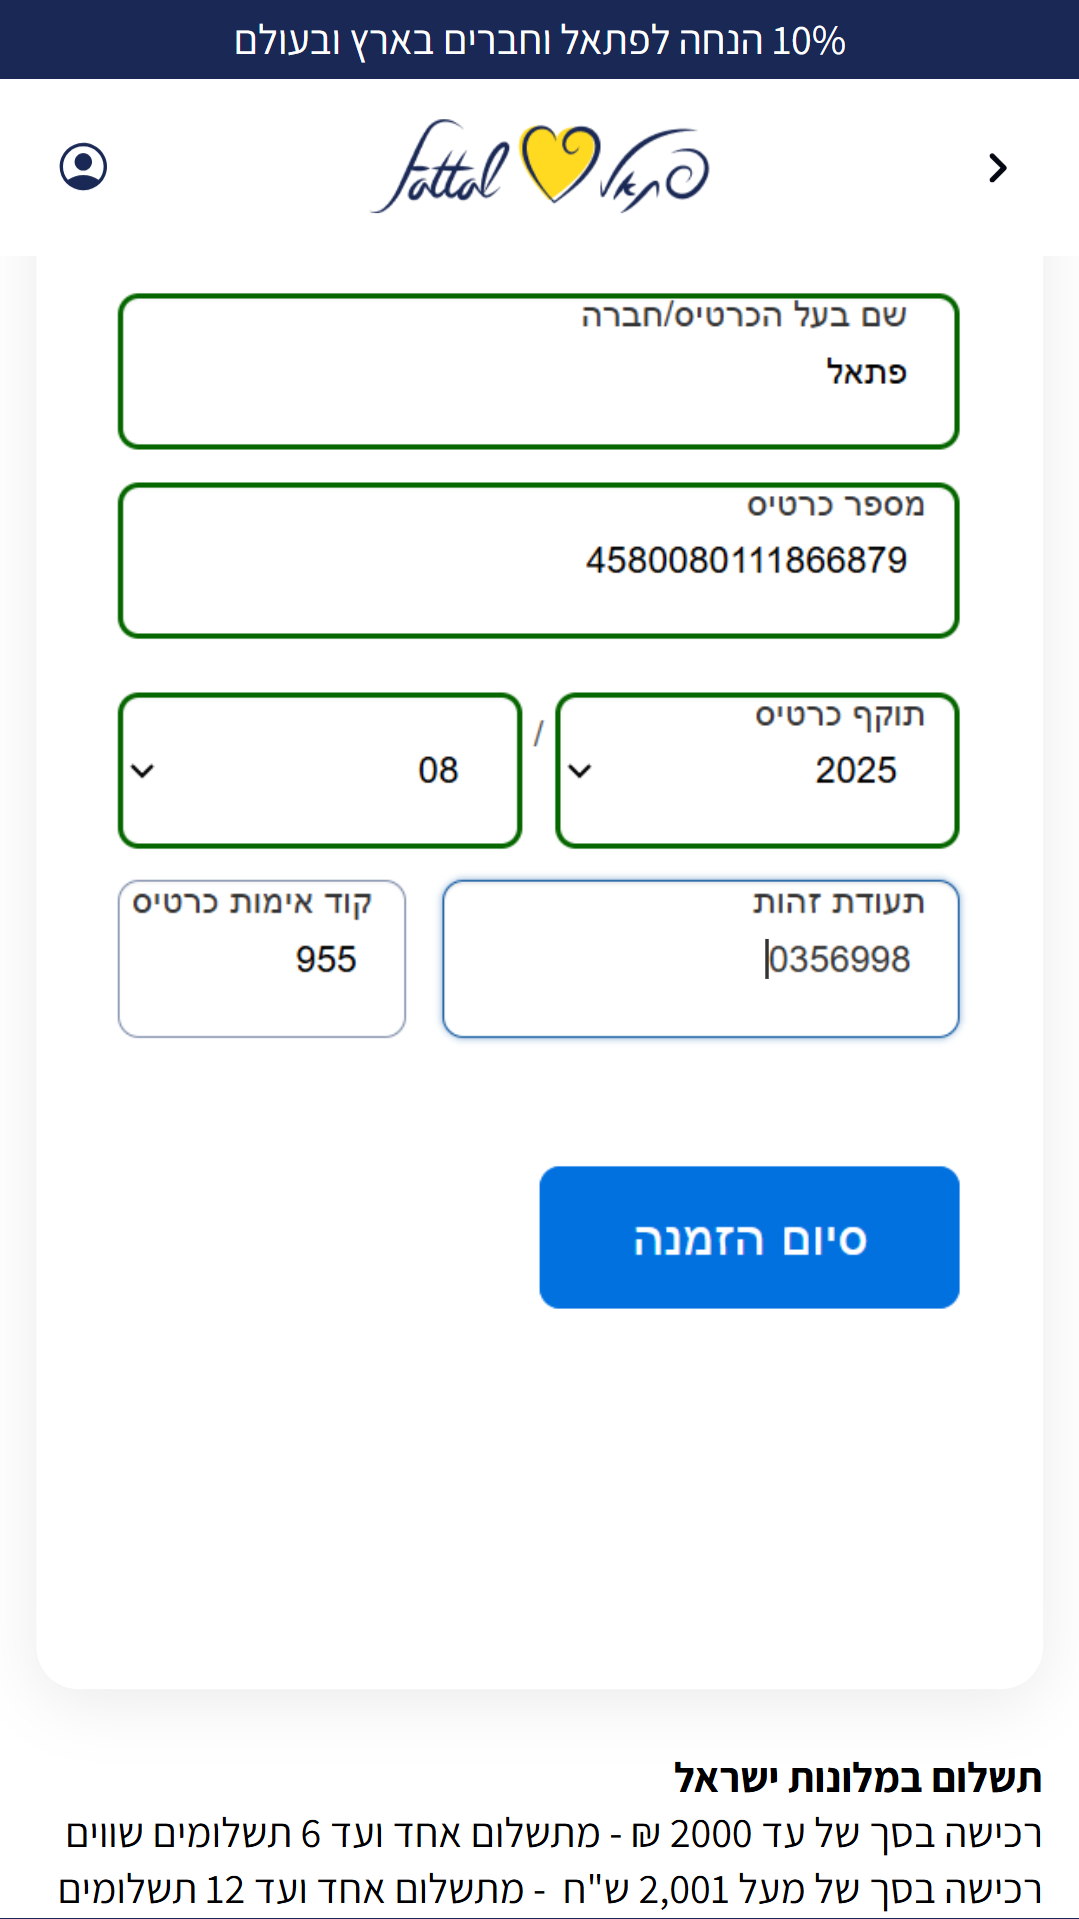 10% הנחה לפתאל וחברים בארץ ובעולם
fattal פתאל
שם בעל הכרטיס/חברה
פתאל
מספר כרטיס
4580080111866879
תוקף כרטיס
2025 / 08
תעודת זהות
0356998
קוד אימות כרטיס
955
סיום הזמנה
תשלום במלונות ישראל
רכישה בסך של עד 2000 ₪ - מתשלום אחד ועד 6 תשלומים שווים
רכישה בסך של מעל 2,001 ש"ח - מתשלום אחד ועד 12 תשלומים